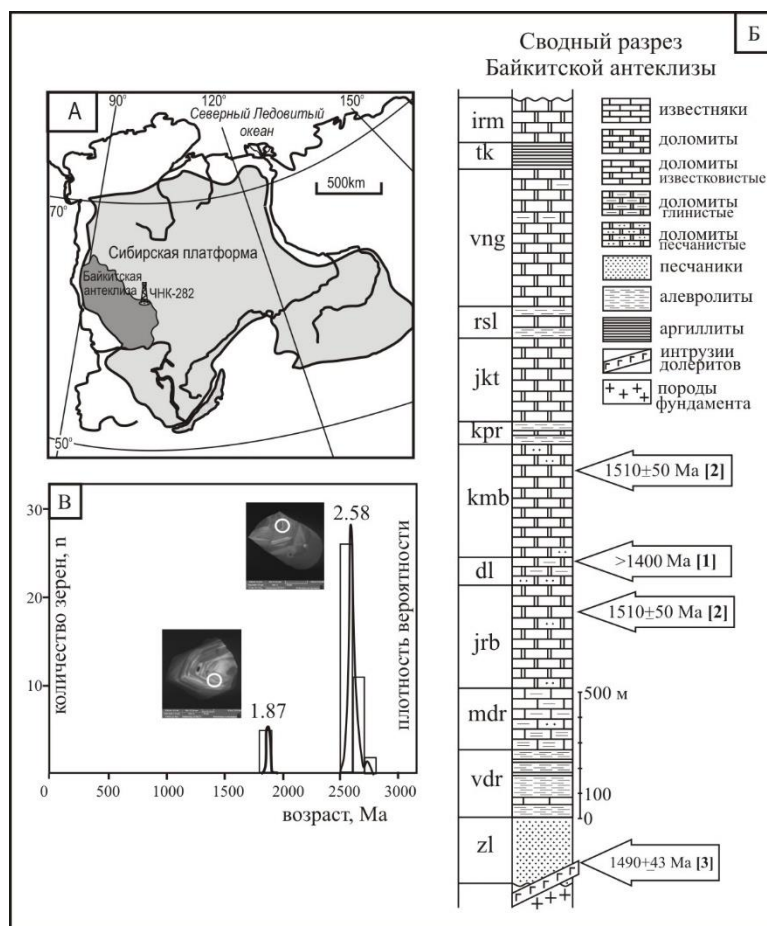 Б
Сводный разрез
Байкитской антеклизы
А
90°
120°
150°
Северный Ледовитый
океан
500km
70°
Сибирская платформа
Байкитская
антеклиза
ЧНК-282
50°
irm
tk
vng
rsl
jkt
kpr
kmb
dl
jrb
mdr
vdr
zl
известняки
доломиты
доломиты
известковистые
доломиты
глинистые
доломиты
песчанистые
песчаники
алевролиты
аргиллиты
интрузии
долеритов
породы
фундамента
1510±50 Ma [2]
>1400 Ma [1]
1510±50 Ma [2]
500 м
100
0
1490±43 Ma [3]
В
30
20
10
количество зерен, n
2.58
1.87
плотность вероятности
0
500
1000
1500
2000
2500
3000
возраст, Ма